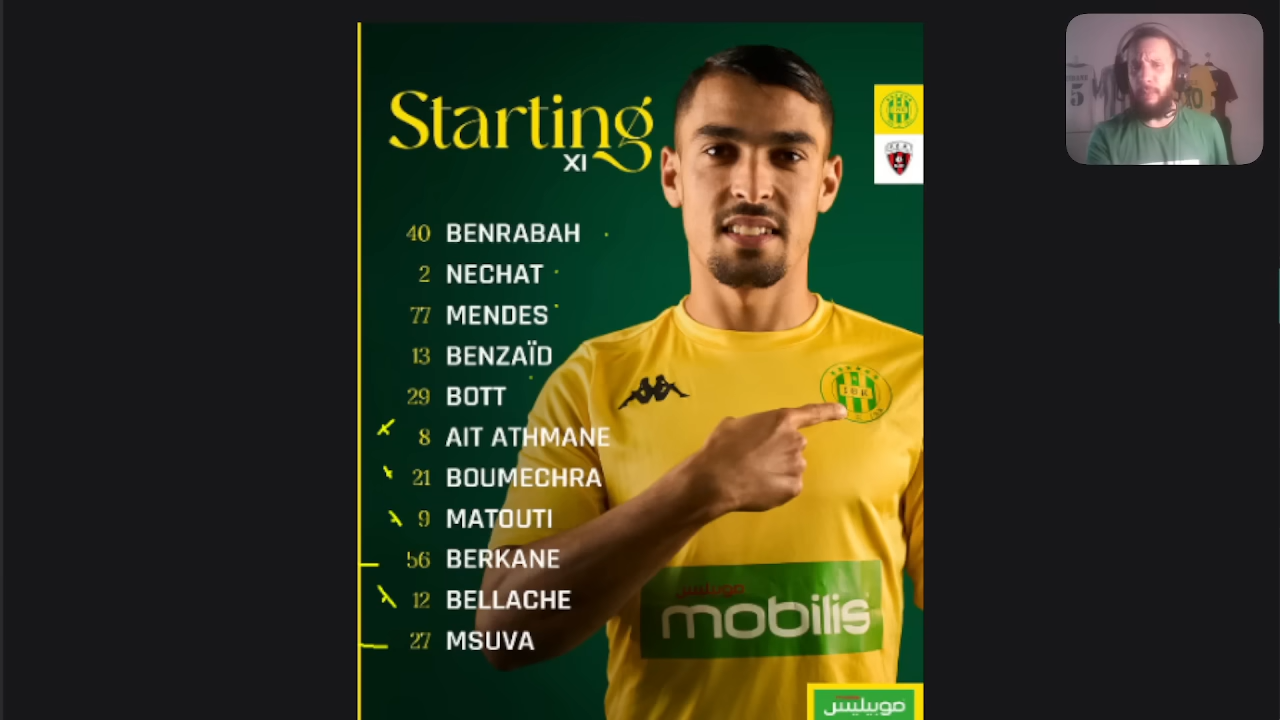 Starting
XI
40 BENRABAH
2 NECHAT
77 MENDES
13 BENZAÏD
29 BOTT
8 AIT ATHMANE
21 BOUMECHRA
9 MATOUTI
56 BERKANE
12 BELLACHE
27 MSUVA
موبيليس
mobilis
موبيليس